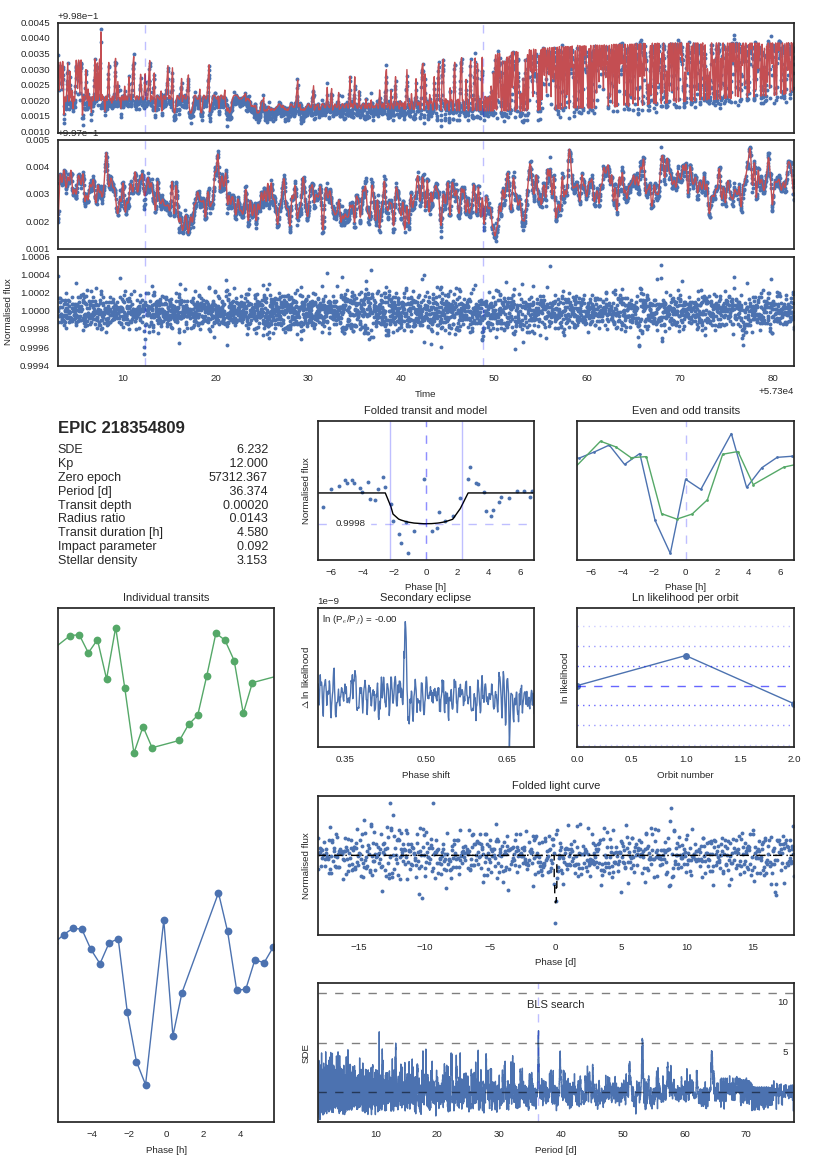 +9.98e−1
0.0045
0.0040
0.0035
0.0030
0.0025
0.0020
0.0015
0.0010
+9.97e−1
0.005
0.004
0.003
0.002
0.001
1.0006
1.0004
1.0002
1.0000
0.9998
0.9996
0.9994
Normalised flux
10 20 30 40 50 60 70 80
Time
+5.73e4
EPIC 218354809
SDE 6.232
Kp 12.000
Zero epoch 57312.367
Period [d] 36.374
Transit depth 0.00020
Radius ratio 0.0143
Transit duration [h] 4.580
Impact parameter 0.092
Stellar density 3.153
Folded transit and model
Normalised flux
0.9998
−6 −4 −2 0 2 4 6
Phase [h]
Even and odd transits
−6 −4 −2 0 2 4 6
Phase [h]
Individual transits
−4 −2 0 2 4
Phase [h]
Secondary eclipse
1e−9
Δ ln likelihood
0.35 0.50 0.65
Phase shift
Ln likelihood per orbit
ln likelihood
0.0 0.5 1.0 1.5 2.0
Orbit number
Folded light curve
Normalised flux
−15 −10 −5 0 5 10 15
Phase [d]
BLS search
10
5
SDE
10 20 30 40 50 60 70
Period [d]